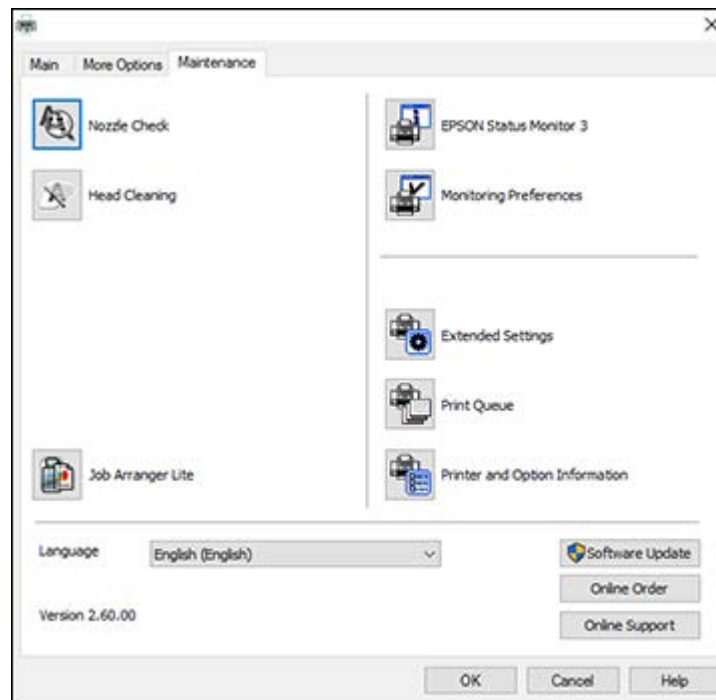 Main More Options Maintenance
Nozzle Check
Head Cleaning
Job Arranger Lite
EPSON Status Monitor 3
Monitoring Preferences
Extended Settings
Print Queue
Printer and Option Information
Language English (English)
Version 2.60.00
Software Update
Online Order
Online Support
OK Cancel Help